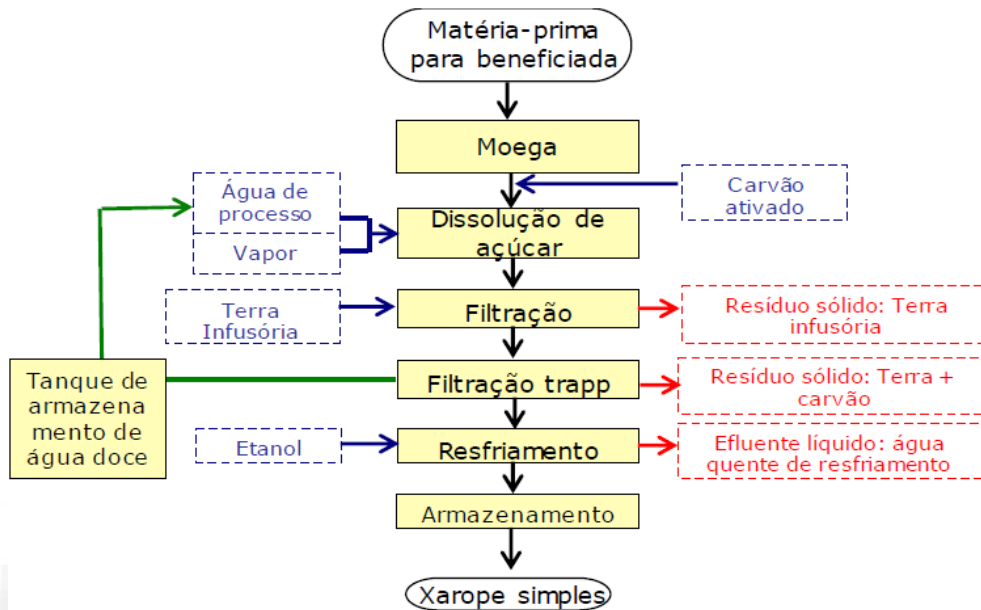 Matéria-prima
para beneficiada
Moega
Água de
processo
Vapor
Carvão
ativado
Dissolução de
açúcar
Terra
Infusória
Filtração
Resíduo sólido: Terra
infusória
Tanque de
armazena
mento de
água doce
Filtração trapp
Resíduo sólido: Terra +
carvão
Etanol
Resfriamento
Efluente líquido: água
quente de resfriamento
Armazenamento
Xarope simples